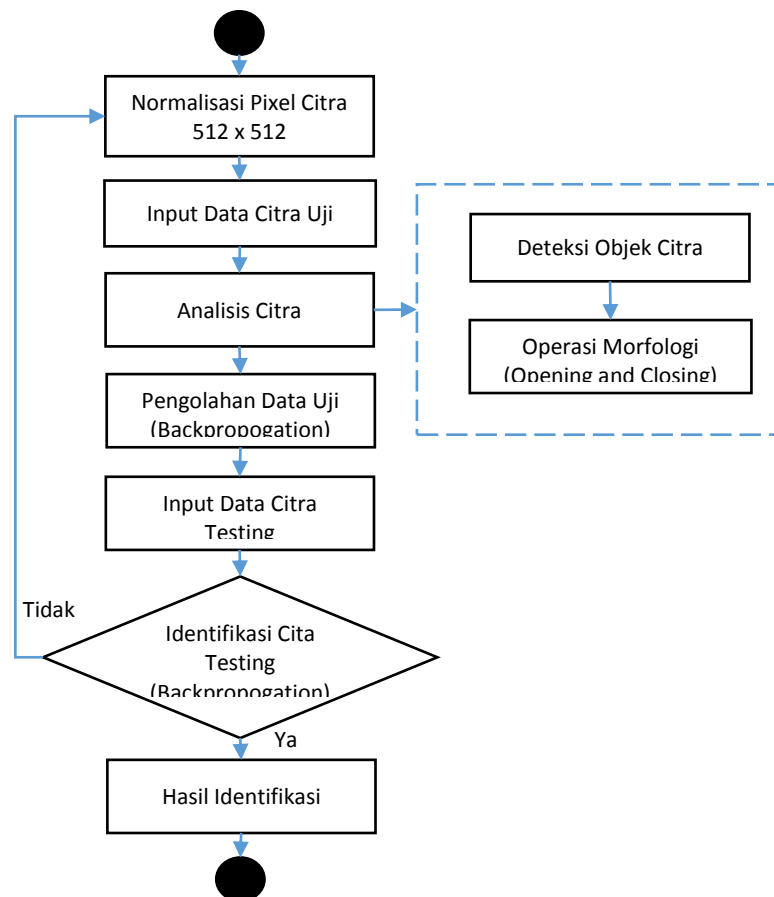 Normalisasi Pixel Citra
512 x 512
Input Data Citra Uji
Deteksi Objek Citra
Analisis Citra
Operasi Morfologi
(Opening and Closing)
Pengolahan Data Uji
(Backpropogation)
Input Data Citra
Testing
Tidak
Identifikasi Cita
Testing
(Backpropogation)
Ya
Hasil Identifikasi